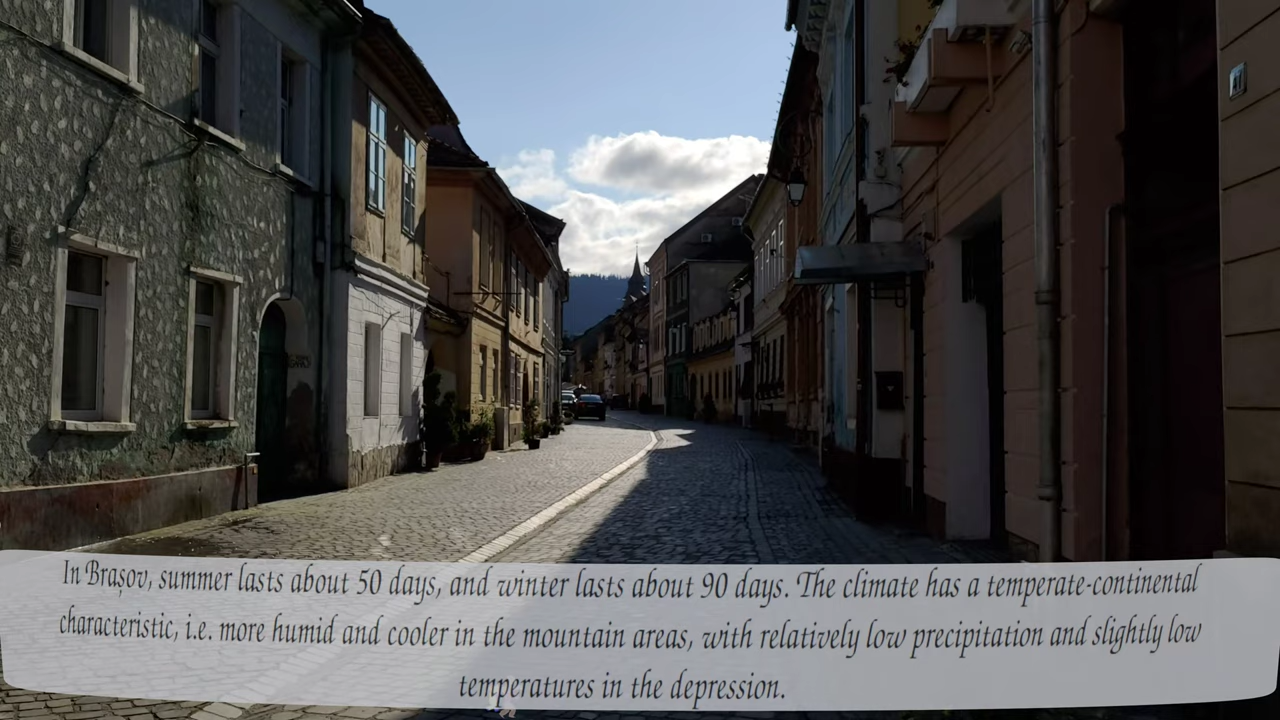 In Brașov, summer lasts about 50 days, and winter lasts about 90 days. The climate has a temperate-continental
characteristic, i.e. more humid and cooler in the mountain areas, with relatively low precipitation and slightly low
temperatures in the depression.